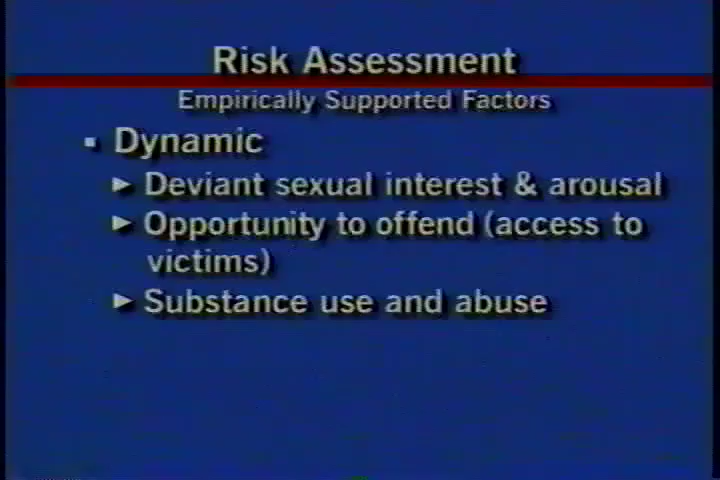 Risk Assessment
Empirically Supported Factors
▪ Dynamic
► Deviant sexual interest & arousal
► Opportunity to offend (access to
victims)
► Substance use and abuse